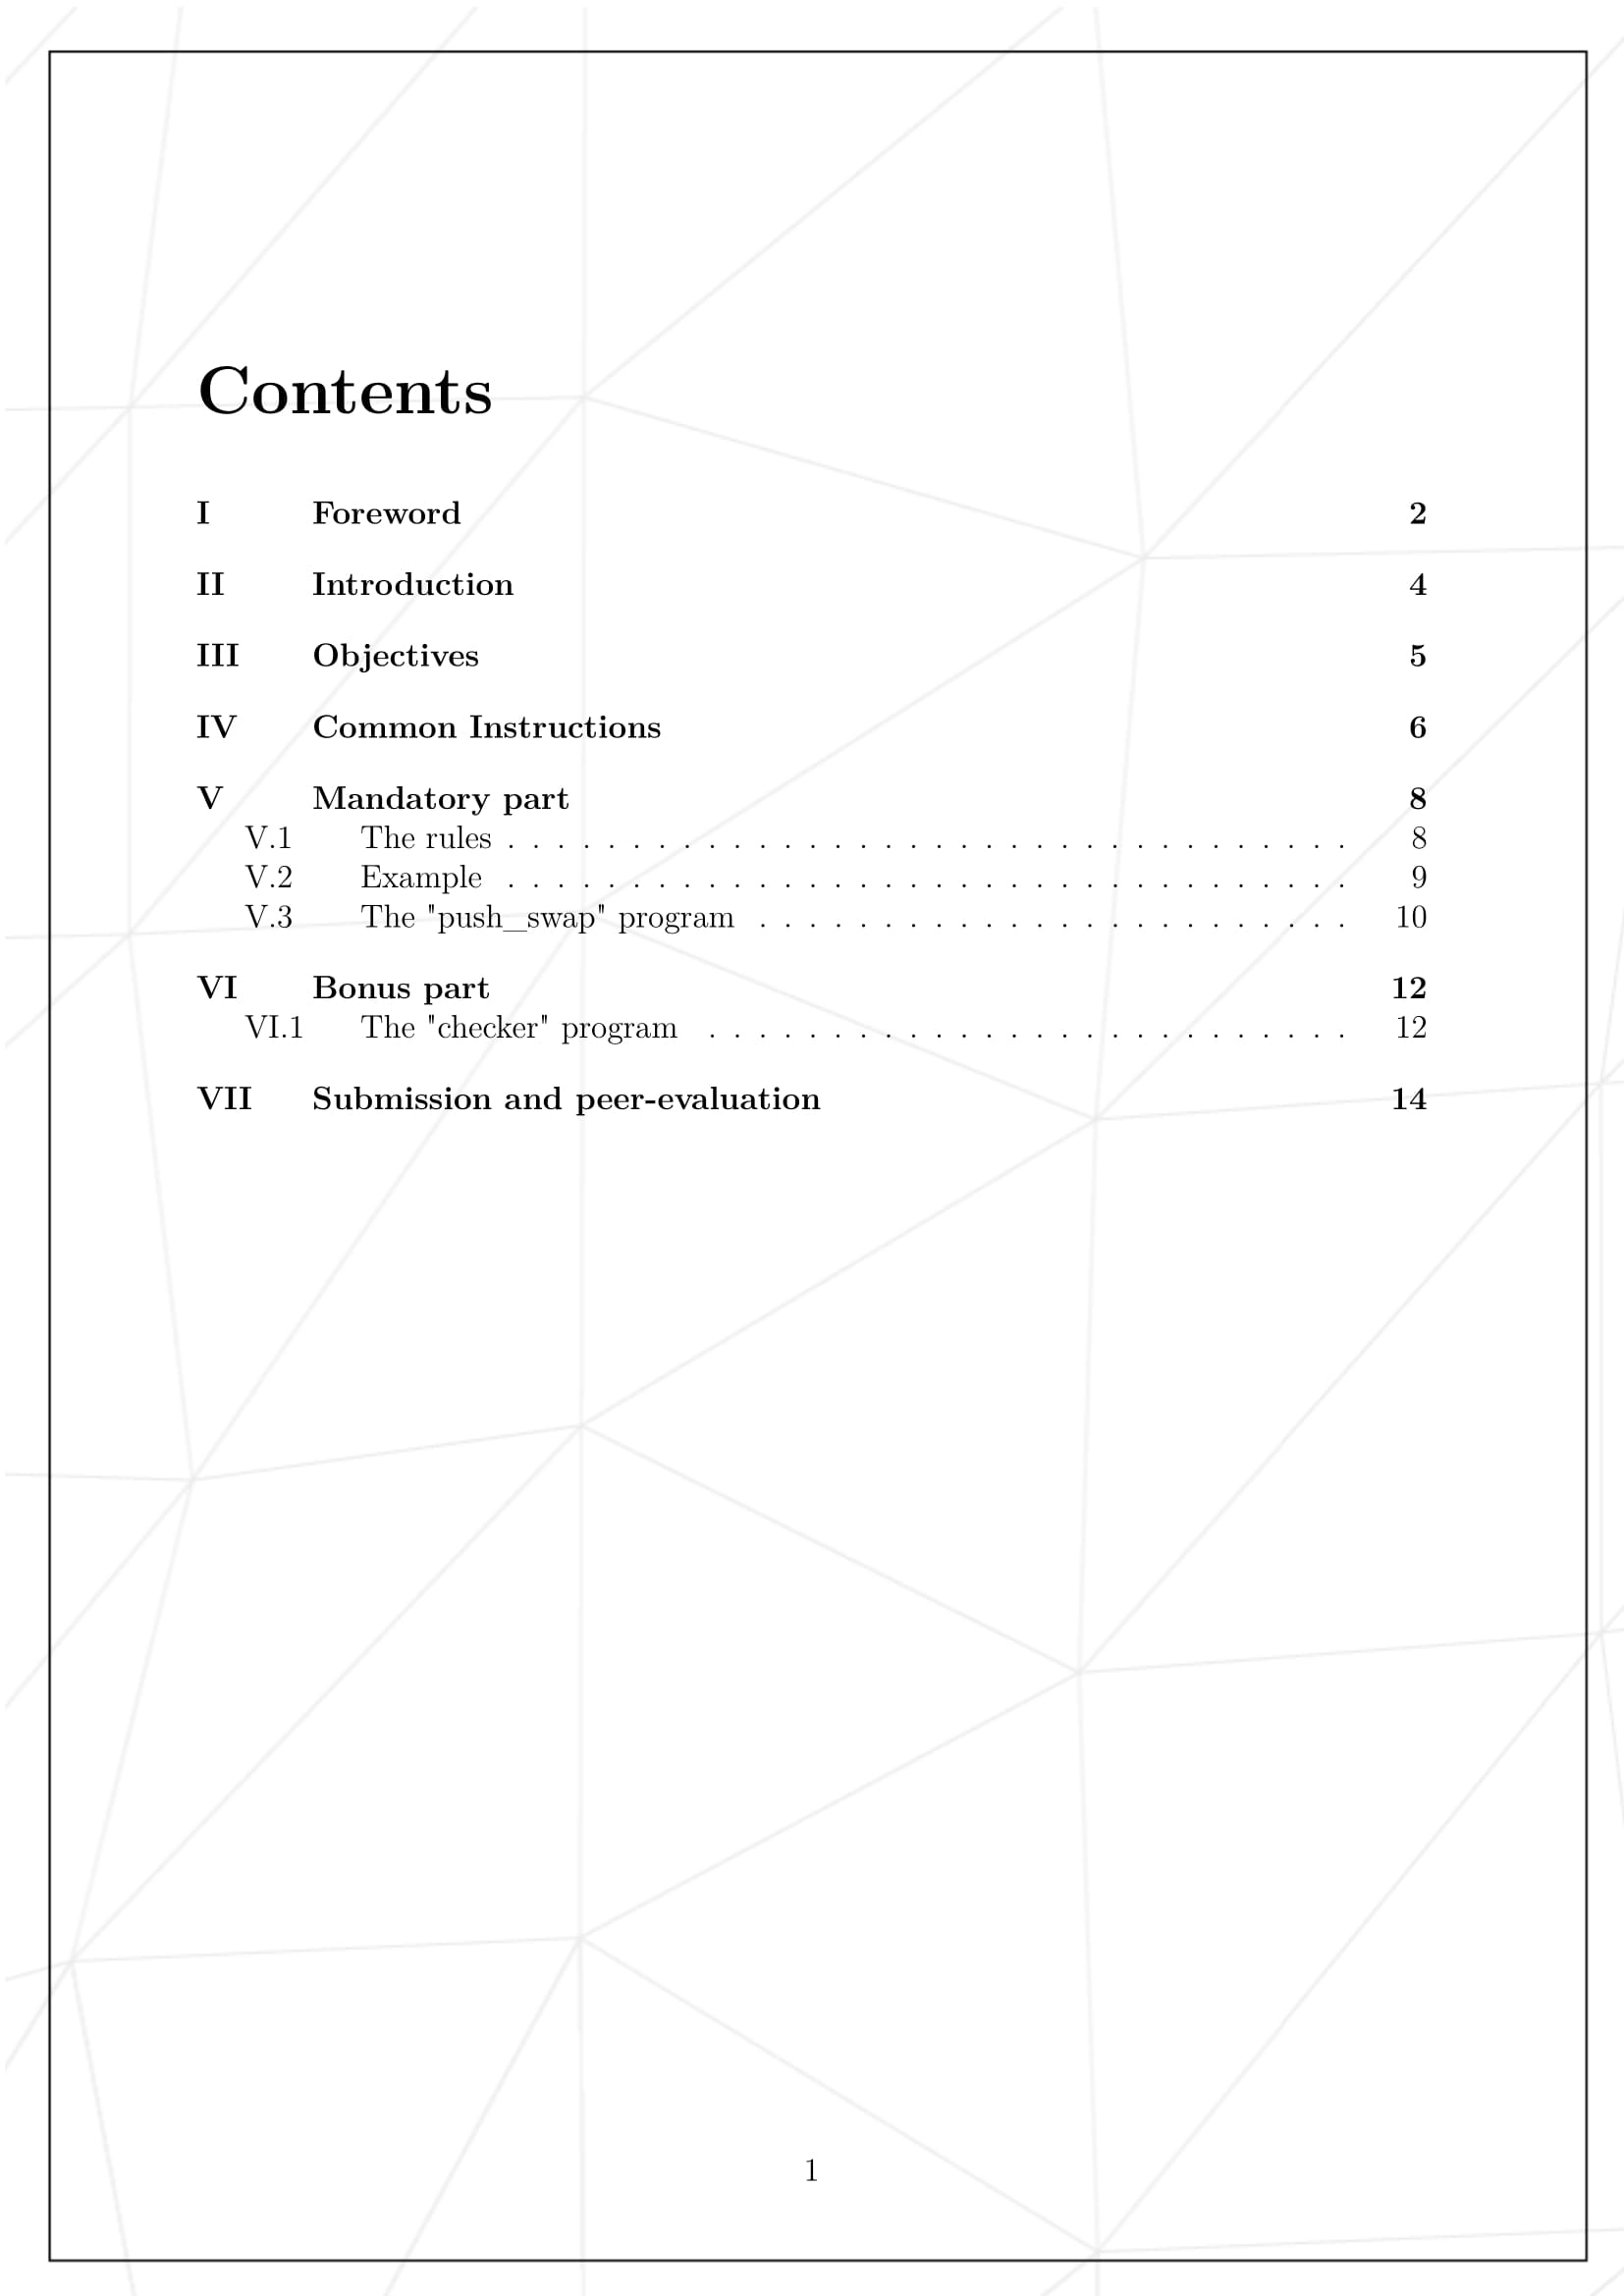 Contents
I Foreword 2
II Introduction 4
III Objectives 5
IV Common Instructions 6
V Mandatory part 8
V.1 The rules . . . . . . . . . . . . . . . . . . . . . . . . . . . . . . . . . . 8
V.2 Example . . . . . . . . . . . . . . . . . . . . . . . . . . . . . . . . . . 9
V.3 The "push_swap" program . . . . . . . . . . . . . . . . . . . . . . . . 10
VI Bonus part 12
VI.1 The "checker" program . . . . . . . . . . . . . . . . . . . . . . . . . . 12
VII Submission and peer-evaluation 14
1